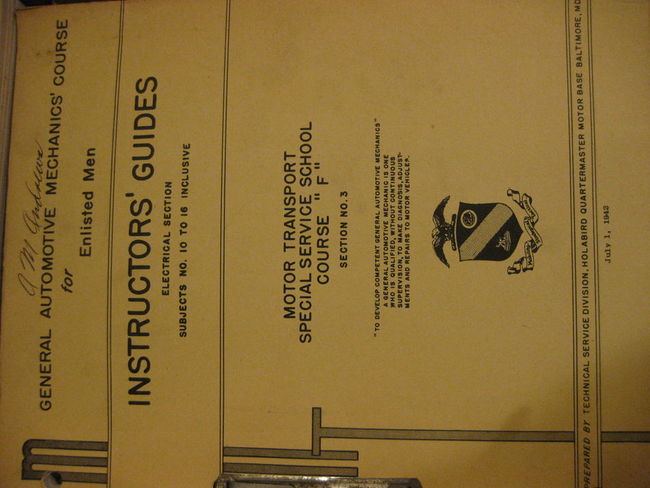 A M Andrews
GENERAL AUTOMOTIVE MECHANICS' COURSE
for
Enlisted Men
INSTRUCTORS' GUIDES
ELECTRICAL SECTION
SUBJECTS NO. 10 TO 16 INCLUSIVE
MOTOR TRANSPORT
SPECIAL SERVICE SCHOOL
COURSE "F"
SECTION NO. 3
"TO DEVELOP COMPETENT GENERAL AUTOMOTIVE MECHANICS"
A GENERAL AUTOMOTIVE MECHANIC IS ONE
WHO IS QUALIFIED, WITHOUT CONTINUOUS
SUPERVISION, TO MAKE DIAGNOSIS, ADJUST-
MENTS AND REPAIRS TO MOTOR VEHICLES.
PREPARED BY TECHNICAL SERVICE DIVISION, HOLABIRD QUARTERMASTER MOTOR BASE BALTIMORE, MD
July 1, 1942